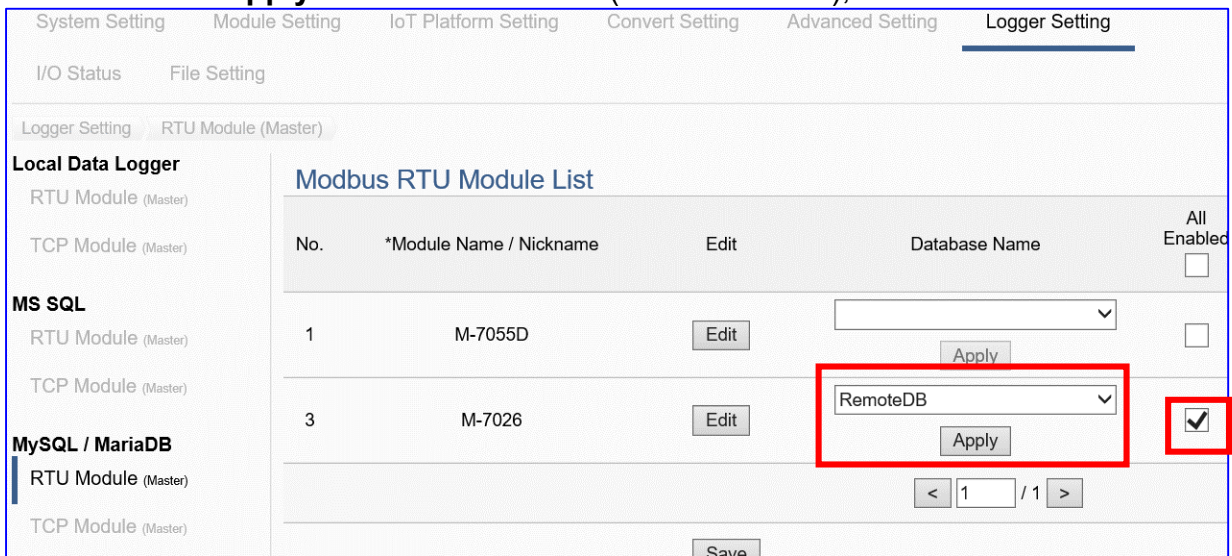 System Setting Module Setting IoT Platform Setting Convert Setting Advanced Setting Logger Setting
I/O Status File Setting
Logger Setting RTU Module (Master)
Local Data Logger
RTU Module (Master)
TCP Module (Master)
MS SQL
RTU Module (Master)
TCP Module (Master)
MySQL / MariaDB
RTU Module (Master)
TCP Module (Master)
Modbus RTU Module List
No. *Module Name / Nickname Edit Database Name All Enabled
1 M-7055D Edit
Apply
3 M-7026 Edit RemoteDB
Apply
< 1 / 1 >
Save